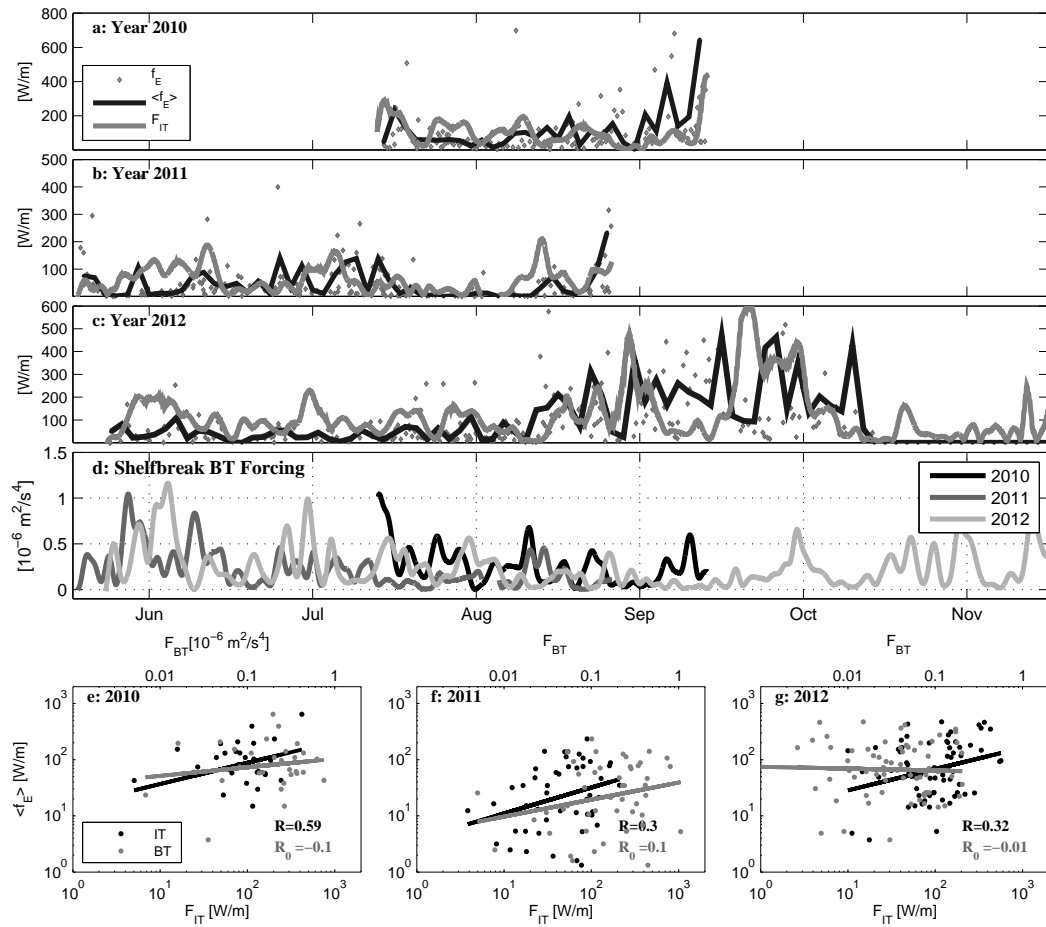 a: Year 2010
800
600
400
200
[W/m]
f_E
<f_E>
F_IT
b: Year 2011
500
400
300
200
100
[W/m]
c: Year 2012
600
500
400
300
200
100
[W/m]
d: Shelfbreak BT Forcing
1.5
1
0.5
0
[10^−6 m^2/s^4]
2010
2011
2012
Jun Jul Aug Sep Oct Nov
F_BT[10^−6 m^2/s^4] F_BT F_BT
0.01 0.1 1
0.01 0.1 1
0.01 0.1 1
e: 2010
10^3
10^2
10^1
10^0
<f_E> [W/m]
IT
BT
R=0.59
R_0 =−0.1
10^0 10^1 10^2 10^3
F_IT [W/m]
f: 2011
10^3
10^2
10^1
10^0
R=0.3
R_0 =0.1
10^0 10^1 10^2 10^3
F_IT [W/m]
g: 2012
10^3
10^2
10^1
10^0
R=0.32
R_0 =−0.01
10^0 10^1 10^2 10^3
F_IT [W/m]